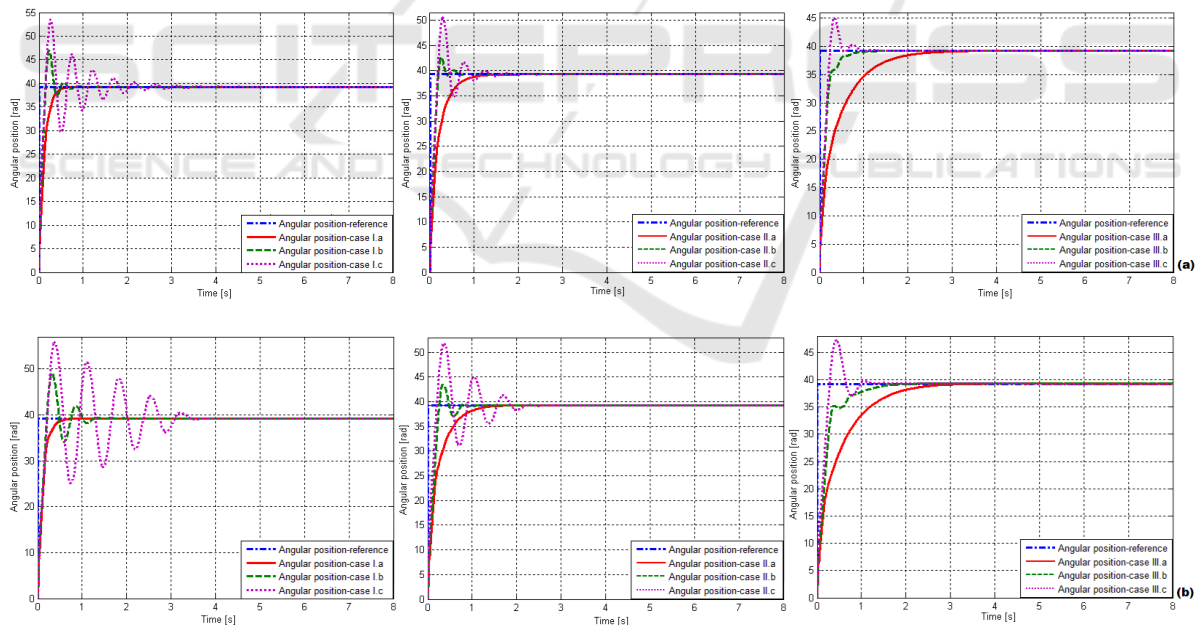 SCITEPRESS
SCIENCE AND TECHNOLOGY PUBLICATIONS
55
50
45
40
35
30
25
20
15
10
5
0
Angular position [rad]
Angular position-reference
Angular position-case I.a
Angular position-case I.b
Angular position-case I.c
0 1 2 3 4 5 6 7 8
Time [s]
50
45
40
35
30
25
20
15
10
5
0
Angular position [rad]
Angular position-reference
Angular position-case II.a
Angular position-case II.b
Angular position-case II.c
0 1 2 3 4 5 6 7 8
Time [s]
45
40
35
30
25
20
15
10
5
0
Angular position [rad]
Angular position-reference
Angular position-case III.a
Angular position-case III.b
Angular position-case III.c
0 1 2 3 4 5 6 7 8
Time [s]
(a)
50
40
30
20
10
0
Angular position [rad]
Angular position-reference
Angular position-case I.a
Angular position-case I.b
Angular position-case I.c
0 1 2 3 4 5 6 7 8
Time [s]
50
45
40
35
30
25
20
15
10
5
0
Angular position [rad]
Angular position-reference
Angular position-case II.a
Angular position-case II.b
Angular position-case II.c
0 1 2 3 4 5 6 7 8
Time [s]
45
40
35
30
25
20
15
10
5
0
Angular position [rad]
Angular position-reference
Angular position-case III.a
Angular position-case III.b
Angular position-case III.c
0 1 2 3 4 5 6 7 8
Time [s]
(b)